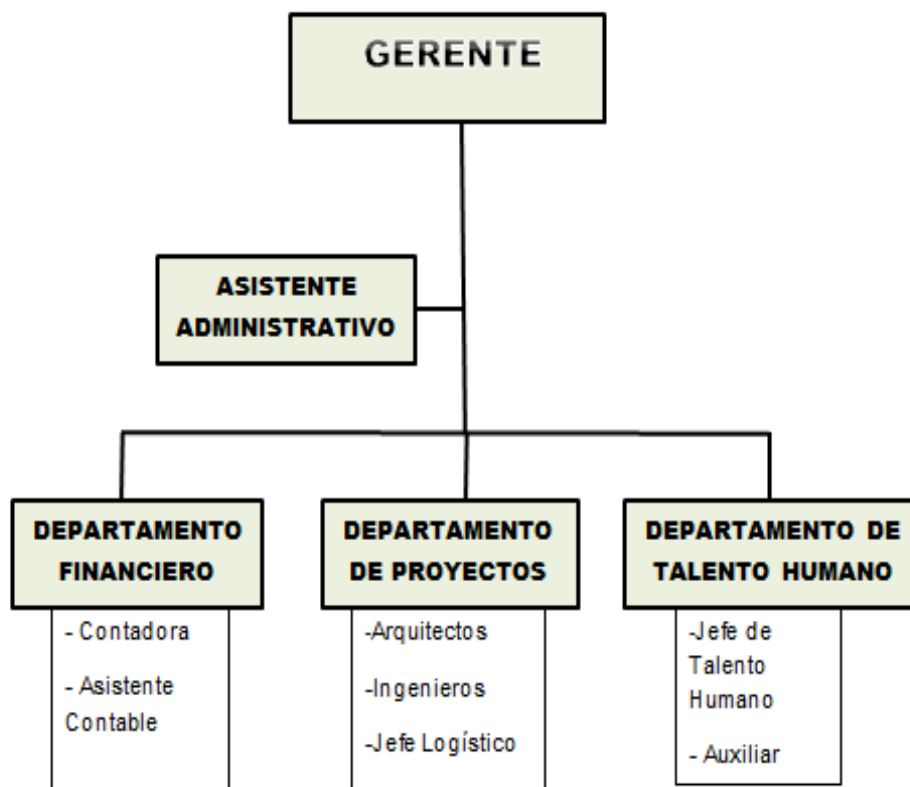 GERENTE
ASISTENTE
ADMINISTRATIVO
DEPARTAMENTO
FINANCIERO
- Contadora
- Asistente
Contable
DEPARTAMENTO
DE PROYECTOS
-Arquitectos
-Ingenieros
-Jefe Logístico
DEPARTAMENTO DE
TALENTO HUMANO
-Jefe de
Talento
Humano
- Auxiliar